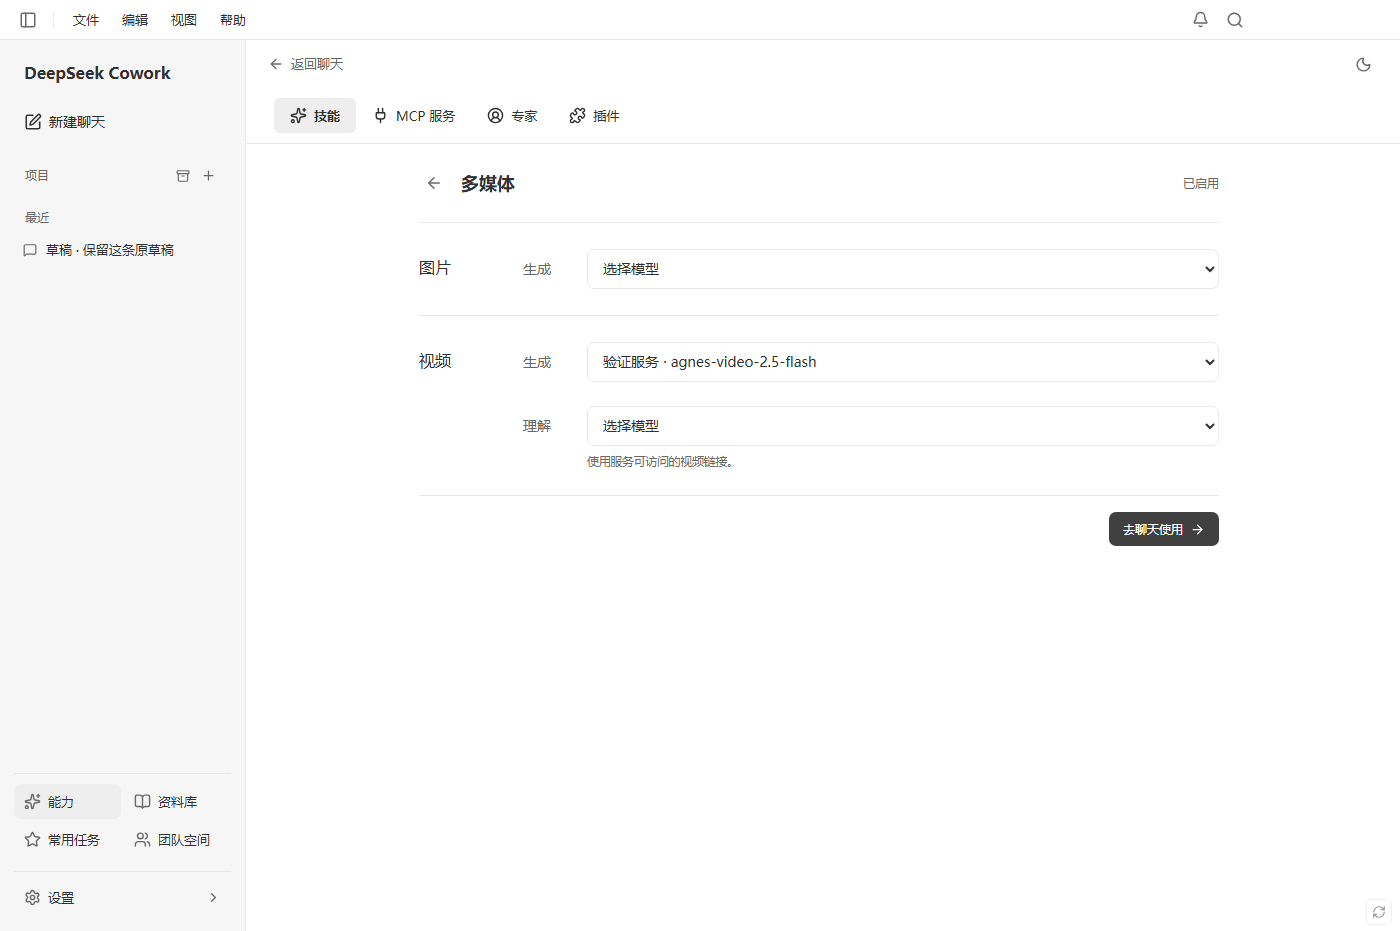 文件 编辑 视图 帮助
DeepSeek Cowork
新建聊天
项目
最近
草稿 · 保留这条原草稿
能力 资料库
常用任务 团队空间
设置
返回聊天
技能 MCP 服务 专家 插件
多媒体 已启用
图片 生成 选择模型
视频 生成 验证服务 · agnes-video-2.5-flash
理解 选择模型
使用服务可访问的视频链接。
去聊天使用